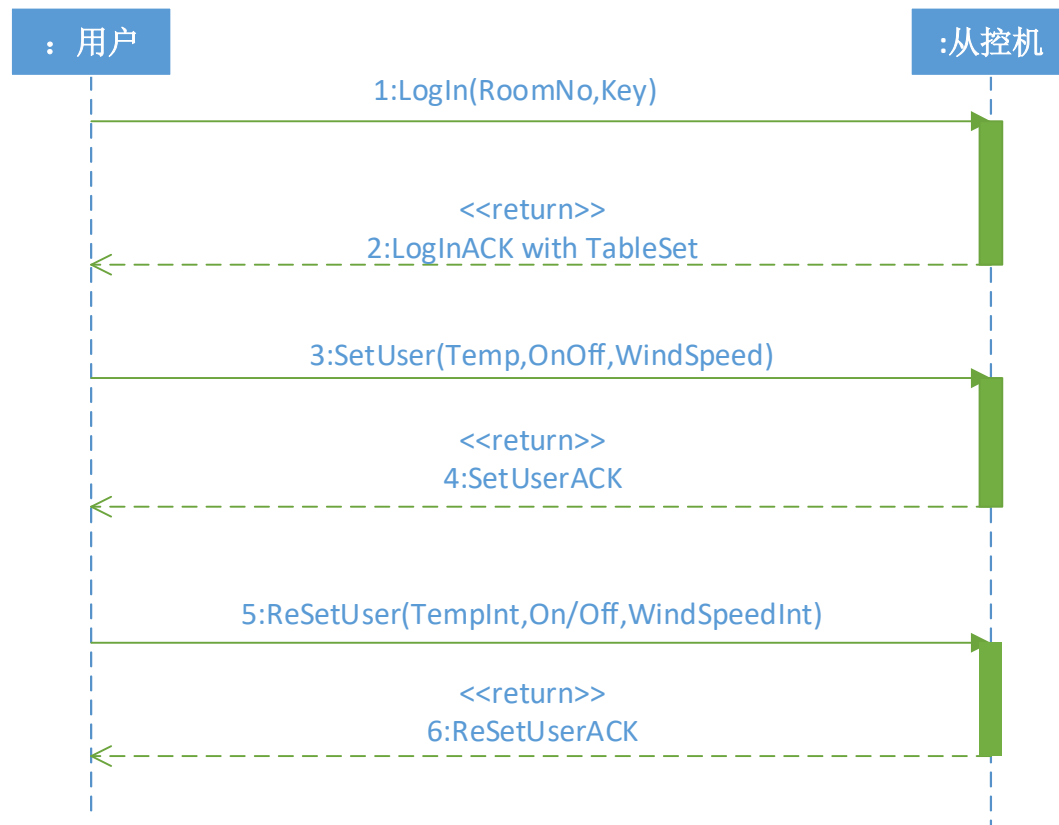 ：用户
:从控机
1:LogIn(RoomNo,Key)
<<return>>
2:LogInACK with TableSet
3:SetUser(Temp,OnOff,WindSpeed)
<<return>>
4:SetUserACK
5:ReSetUser(TempInt,On/Off,WindSpeedInt)
<<return>>
6:ReSetUserACK